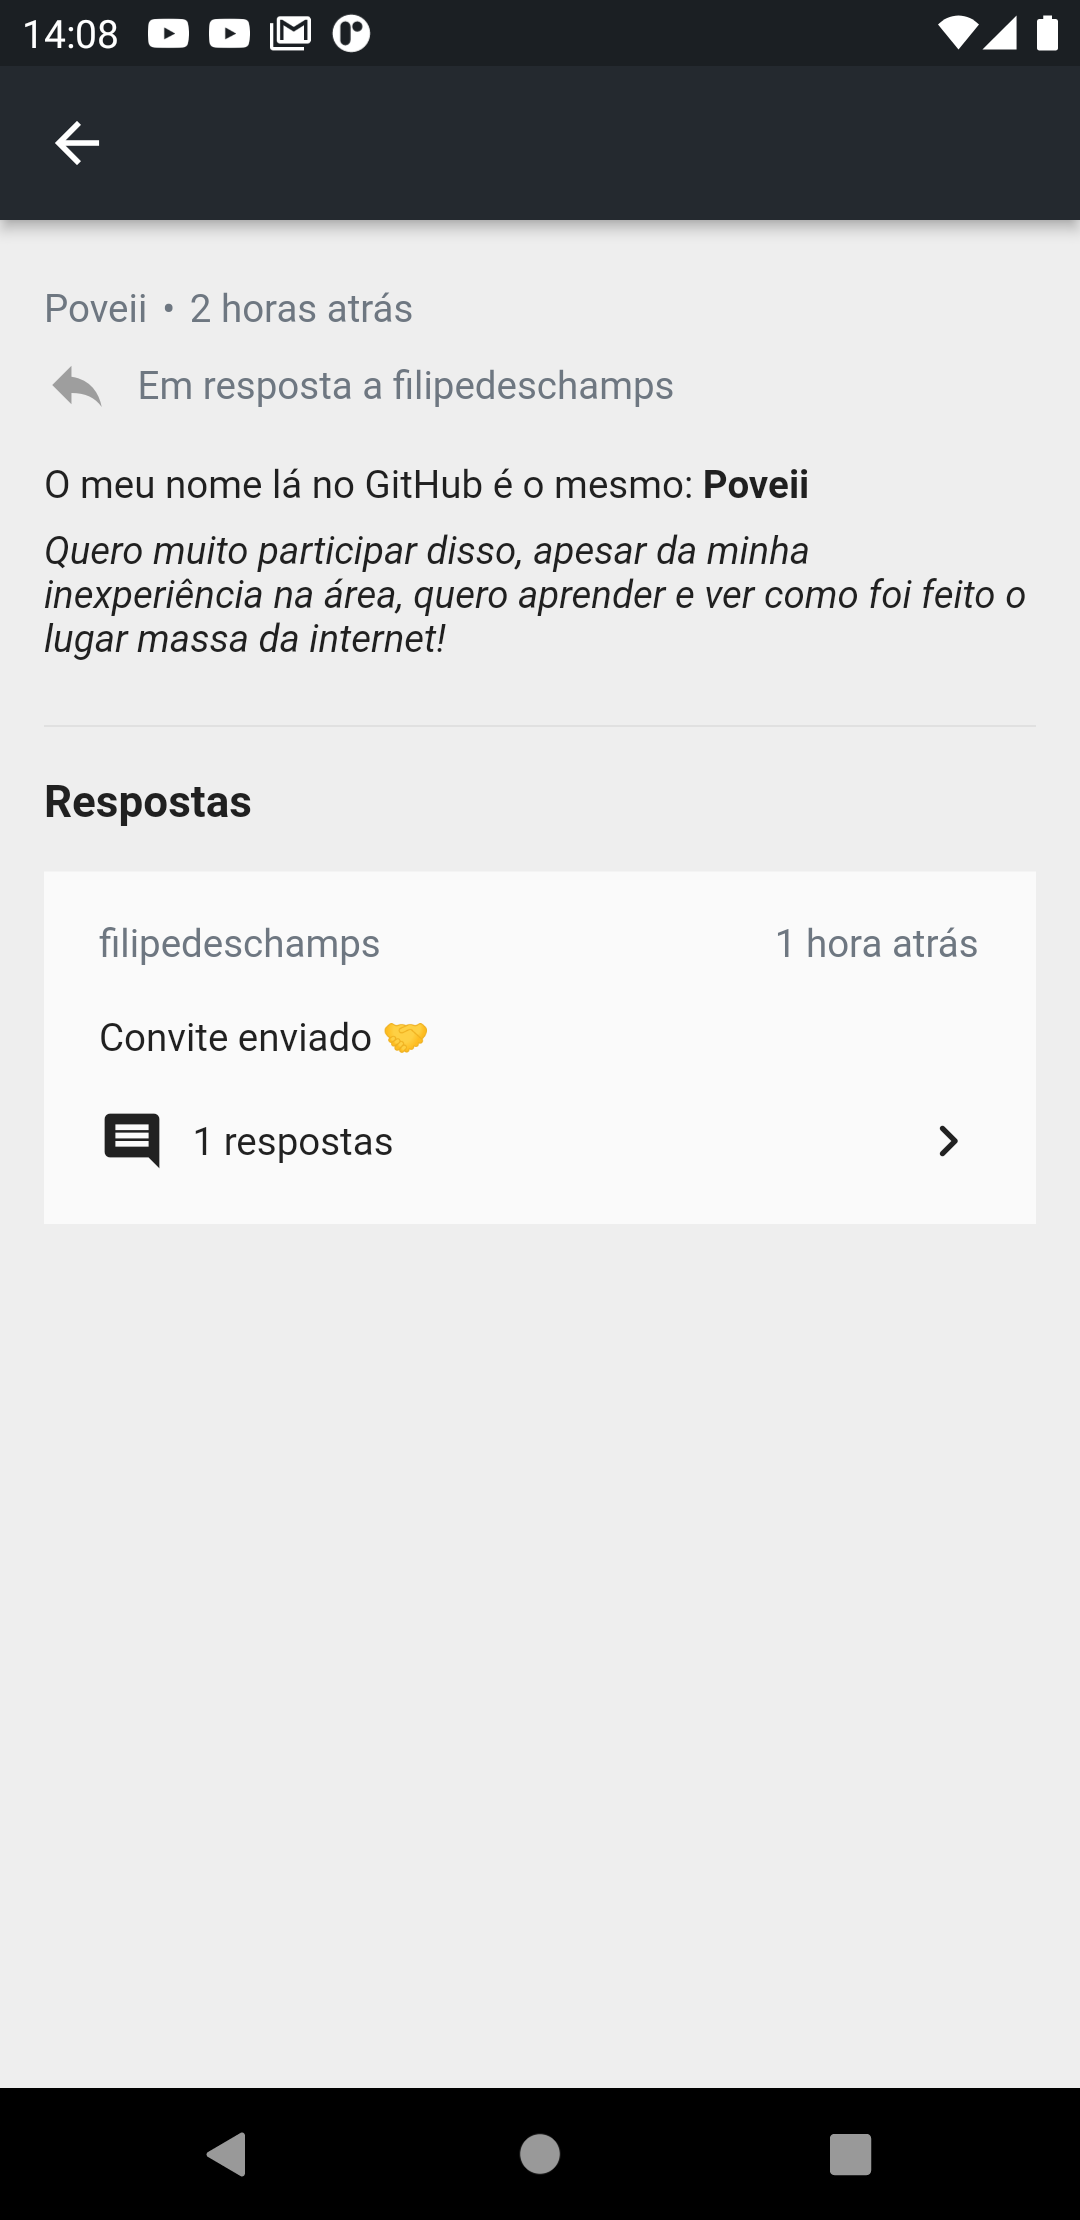 14:08
Poveii • 2 horas atrás
Em resposta a filipedeschamps
O meu nome lá no GitHub é o mesmo: Poveii
Quero muito participar disso, apesar da minha
inexperiência na área, quero aprender e ver como foi feito o
lugar massa da internet!
Respostas
filipedeschamps 1 hora atrás
Convite enviado 🤝
1 respostas